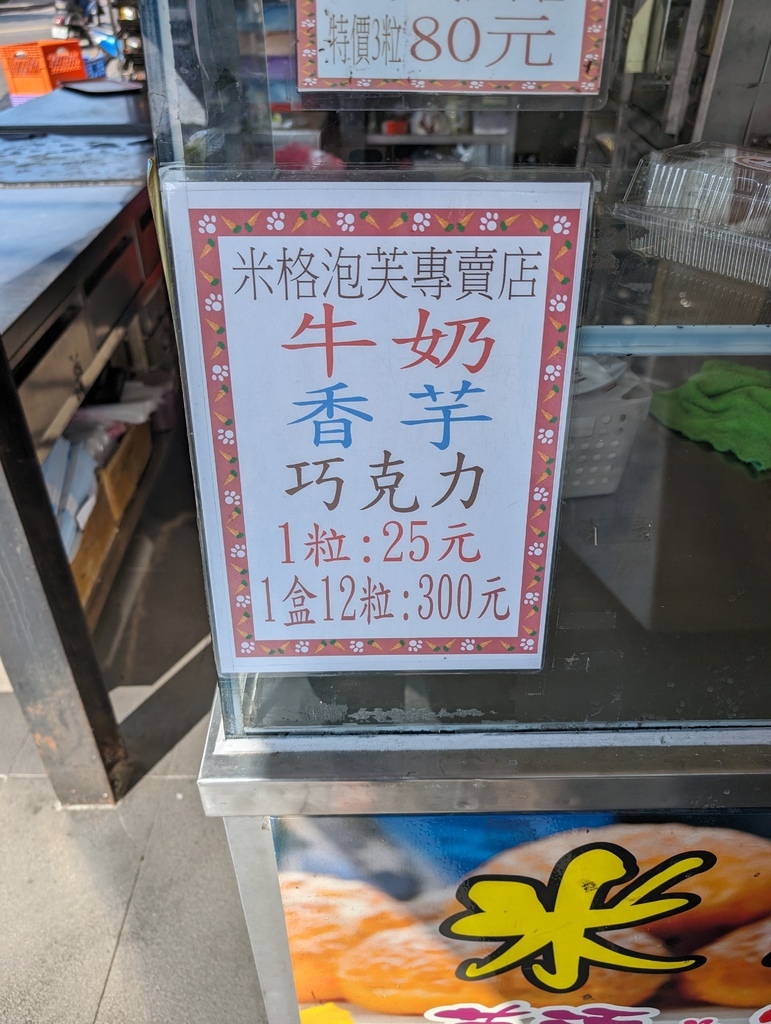 特價3粒80元
米格泡芙專賣店
牛奶
香芋
巧克力
1粒:25元
1盒12粒:300元
米